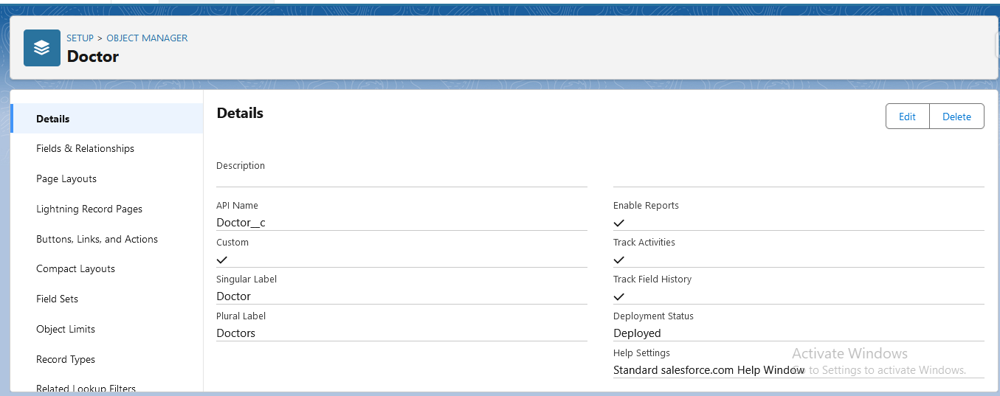 SETUP > OBJECT MANAGER
Doctor
Details
Fields & Relationships
Page Layouts
Lightning Record Pages
Buttons, Links, and Actions
Compact Layouts
Field Sets
Object Limits
Record Types
Related Lookup Filters
Details
Edit Delete
Description
API Name
Doctor__c
Custom
Singular Label
Doctor
Plural Label
Doctors
Enable Reports
Track Activities
Track Field History
Deployment Status
Deployed
Help Settings
Standard salesforce.com Help Window
Activate Windows
Go to Settings to activate Windows.